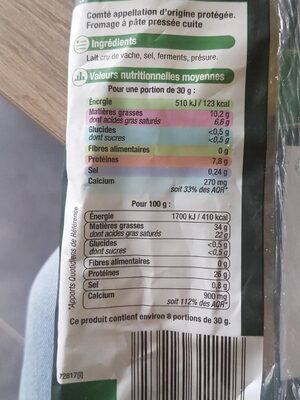 Comté appellation d'origine protégée.
Fromage à pâte pressée cuite
Ingrédients
Lait cru de vache, sel, ferments, présure.
Valeurs nutritionnelles moyennes
Pour une portion de 30 g :
Énergie 510 kJ / 123 kcal
Matières grasses 10,2 g
dont acides gras saturés 6,6 g
Glucides <0,5 g
dont sucres <0,5 g
Fibres alimentaires 0 g
Protéines 7,8 g
Sel 0,24 g
Calcium 270 mg
soit 33% des AQR*
Pour 100 g :
Énergie 1700 kJ / 410 kcal
Matières grasses 34 g
dont acides gras saturés 22 g
Glucides <0,5 g
dont sucres <0,5 g
Fibres alimentaires 0 g
Protéines 26 g
Sel 0,8 g
Calcium 900 mg
soit 112% des AQR*
*Apports Quotidiens de Référence
Ce produit contient environ 8 portions de 30 g.
72817(i)